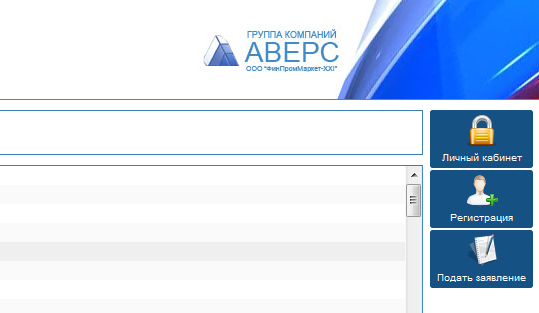 ГРУППА КОМПАНИЙ
АВЕРС
ООО "ФинПромМаркет-XXI"
Личный кабинет
Регистрация
Подать заявление